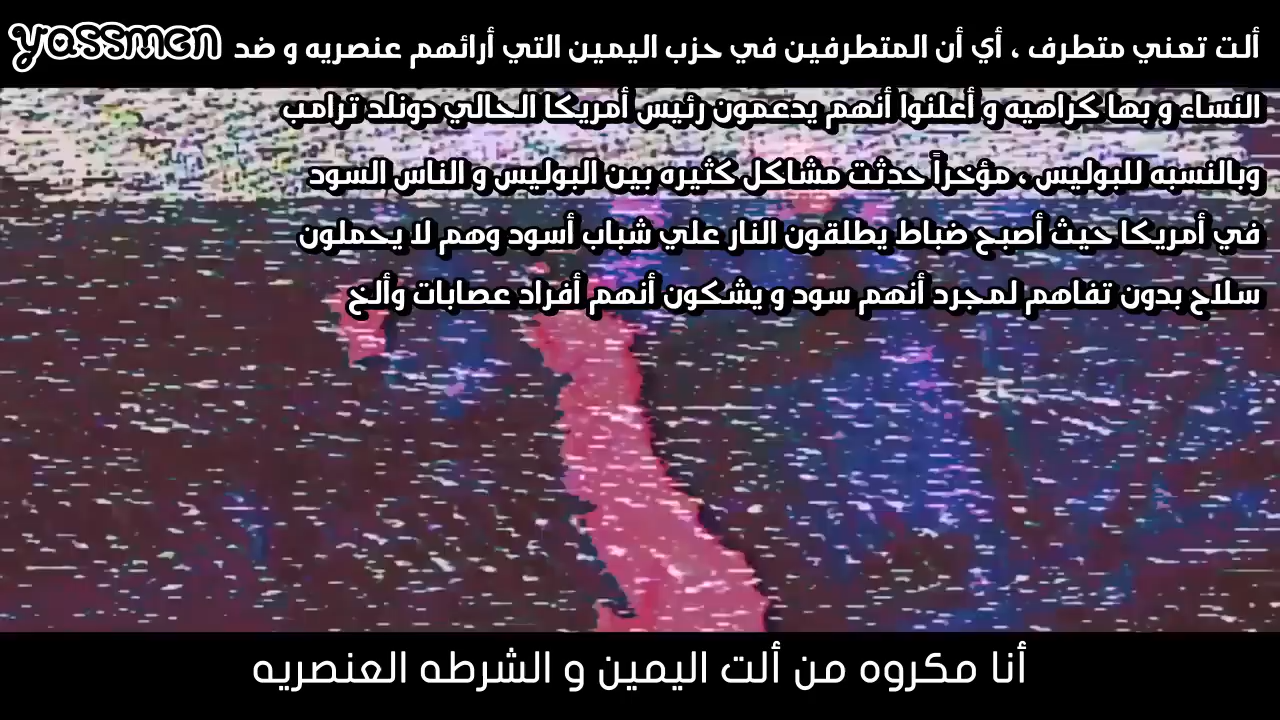 yassmen
ألت تعني متطرف ، أي أن المتطرفين في حزب اليمين التي أرائهم عنصريه و ضد
النساء و بها كراهيه و أعلنوا أنهم يدعمون رئيس أمريكا الحالي دونلد ترامب
وبالنسبه للبوليس ، مؤخراً حدثت مشاكل كثيره بين البوليس و الناس السود
في أمريكا حيث أصبح ضباط يطلقون النار علي شباب أسود وهم لا يحملون
سلاح بدون تفاهم لمجرد أنهم سود و يشكون أنهم أفراد عصابات وألخ
أنا مكروه من ألت اليمين و الشرطه العنصريه